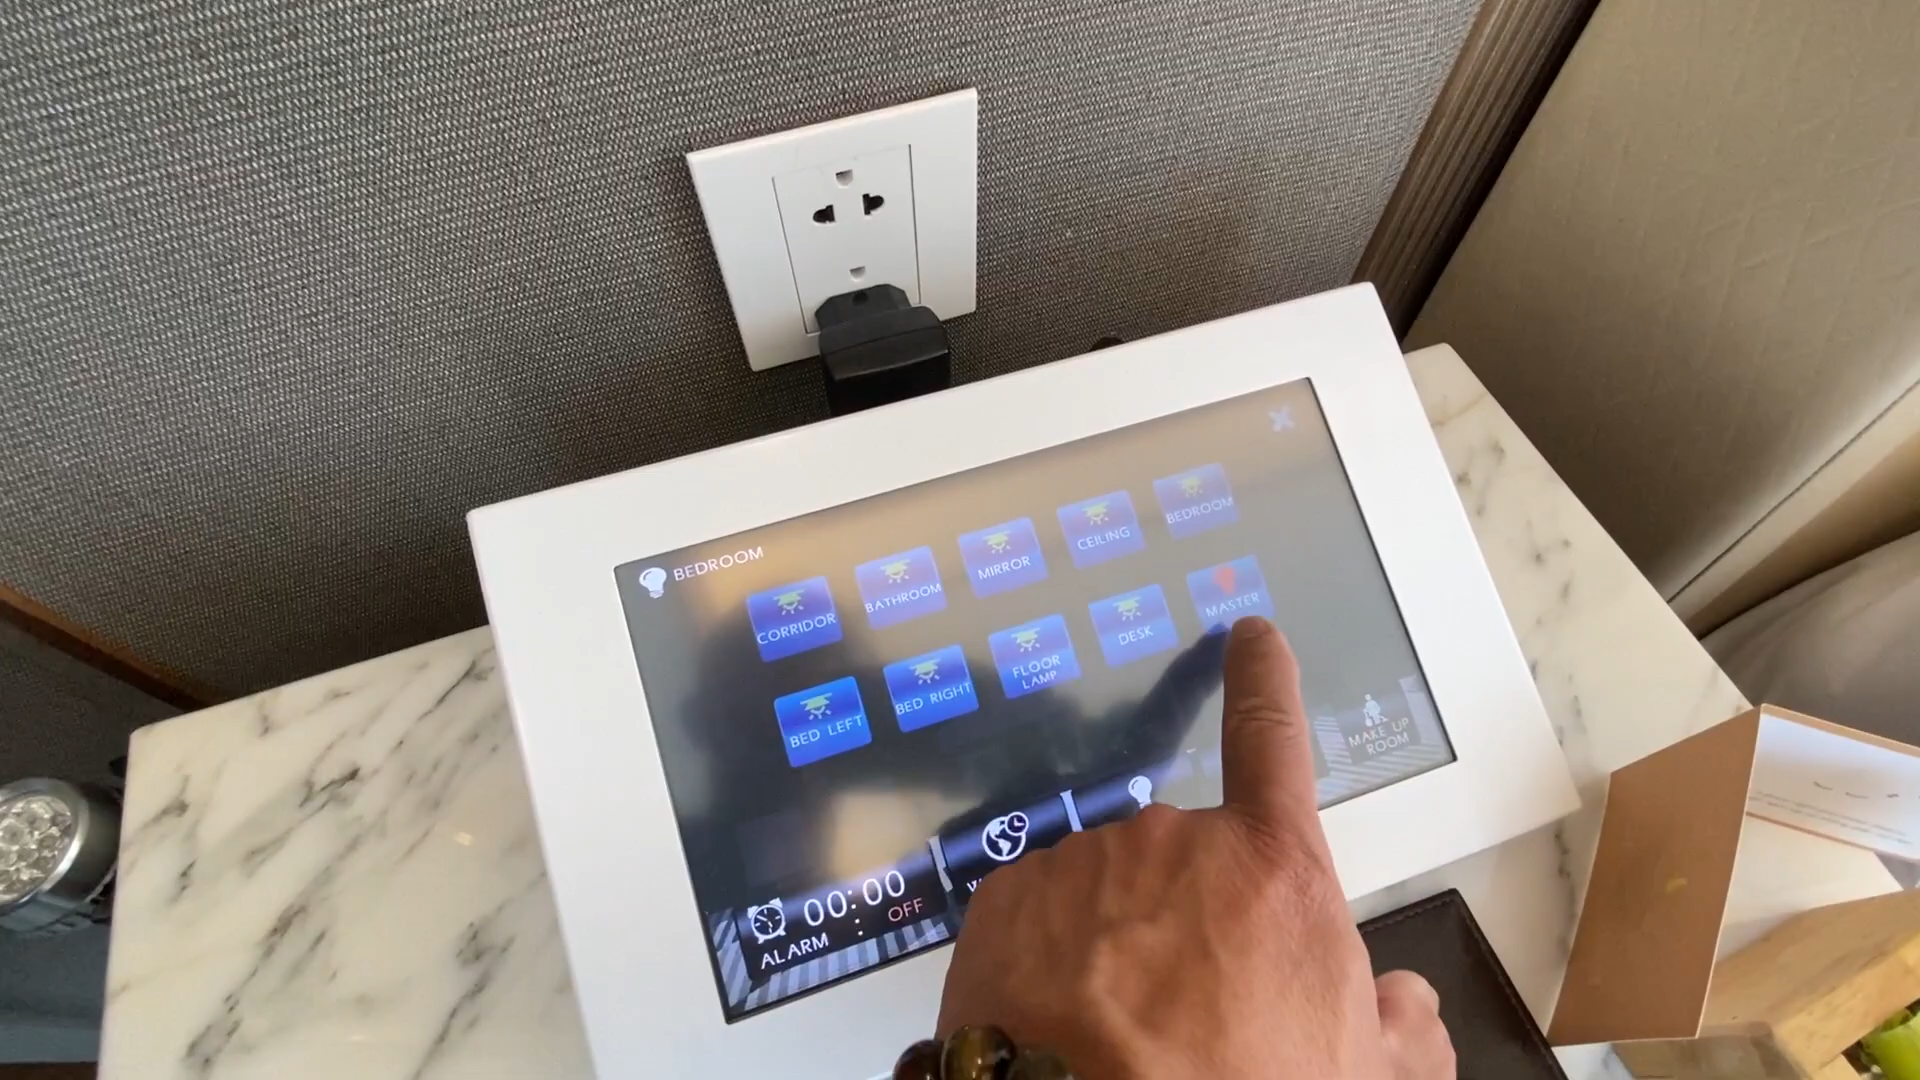 BEDROOM
CORRIDOR
BATHROOM
MIRROR
CEILING
BEDROOM
BED LEFT
BED RIGHT
FLOOR
LAMP
DESK
MASTER
00:00
OFF
ALARM
MAKE UP
ROOM